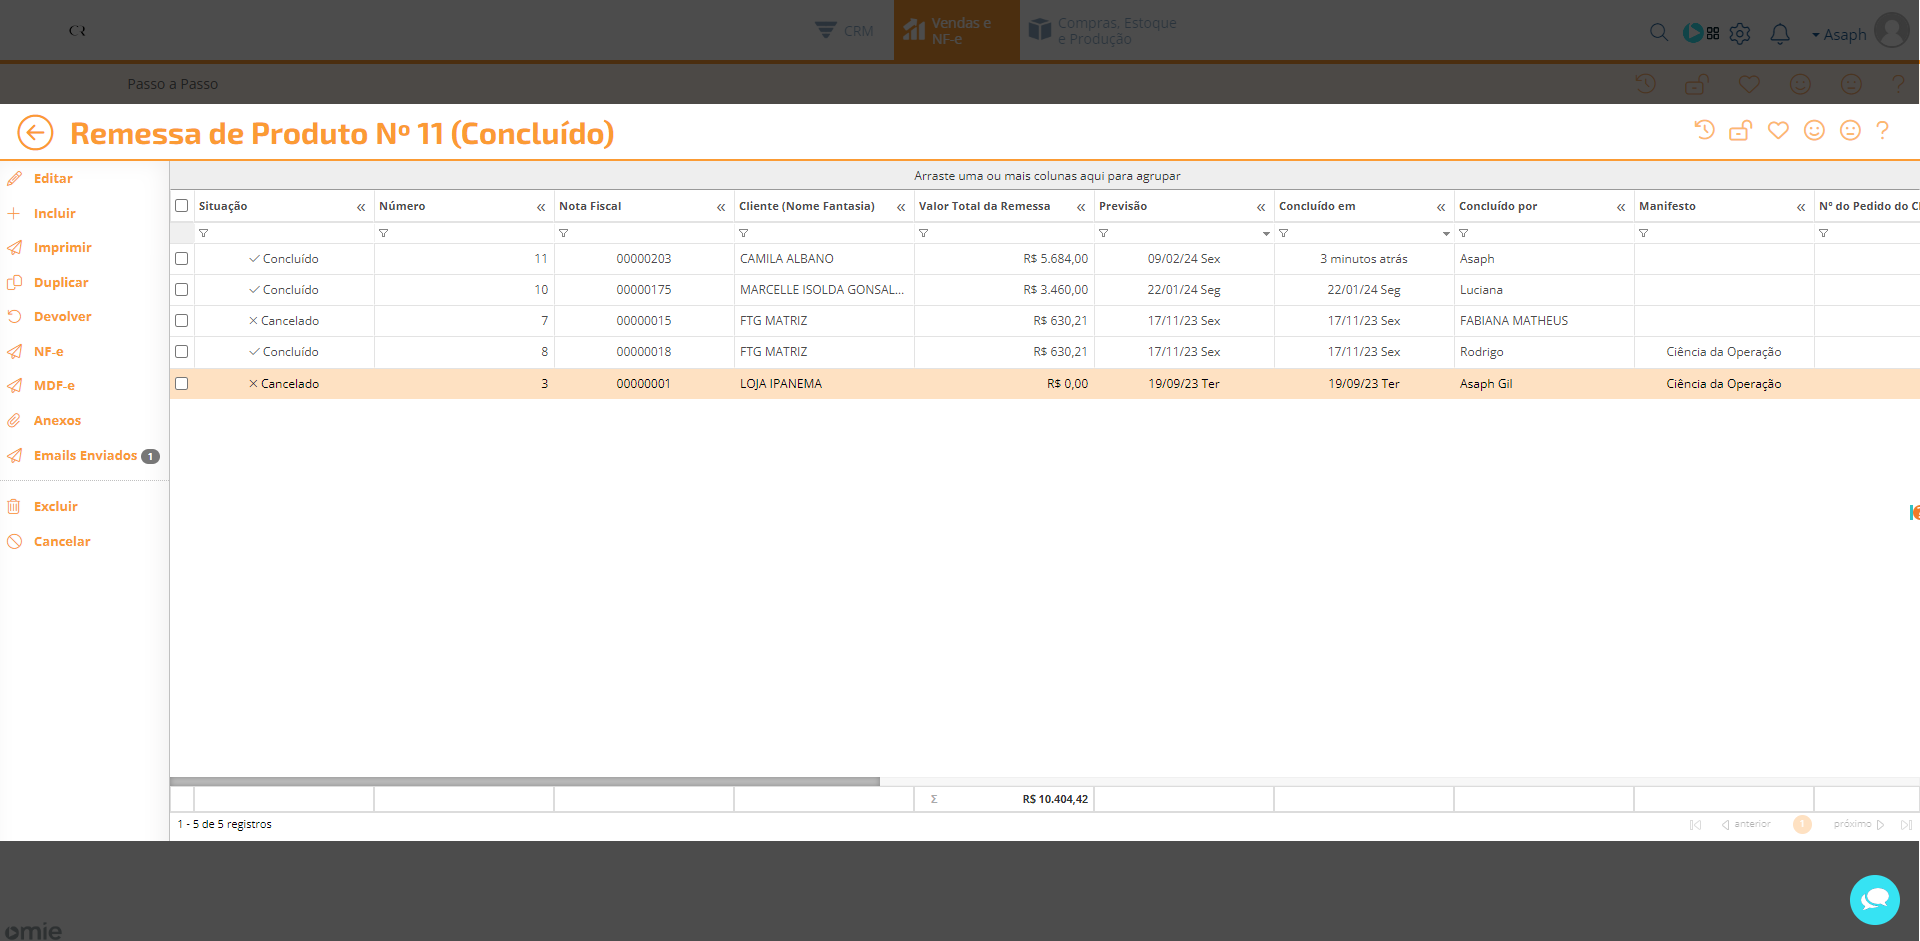 CR
CRM
Vendas e
NF-e
Compras, Estoque
e Produção
Asaph
Passo a Passo
Remessa de Produto Nº 11 (Concluído)
Editar
Incluir
Imprimir
Duplicar
Devolver
NF-e
MDF-e
Anexos
Emails Enviados 1
Excluir
Cancelar
Arraste uma ou mais colunas aqui para agrupar
Situação Número Nota Fiscal Cliente (Nome Fantasia) Valor Total da Remessa Previsão Concluído em Concluído por Manifesto Nº do Pedido do Cl
Concluído 11 00000203 CAMILA ALBANO R$ 5.684,00 09/02/24 Sex 3 minutos atrás Asaph
Concluído 10 00000175 MARCELLE ISOLDA GONSAL... R$ 3.460,00 22/01/24 Seg 22/01/24 Seg Luciana
Cancelado 7 00000015 FTG MATRIZ R$ 630,21 17/11/23 Sex 17/11/23 Sex FABIANA MATHEUS
Concluído 8 00000018 FTG MATRIZ R$ 630,21 17/11/23 Sex 17/11/23 Sex Rodrigo Ciência da Operação
Cancelado 3 00000001 LOJA IPANEMA R$ 0,00 19/09/23 Ter 19/09/23 Ter Asaph Gil Ciência da Operação
Σ R$ 10.404,42
1 - 5 de 5 registros
anterior 1 próximo
omie